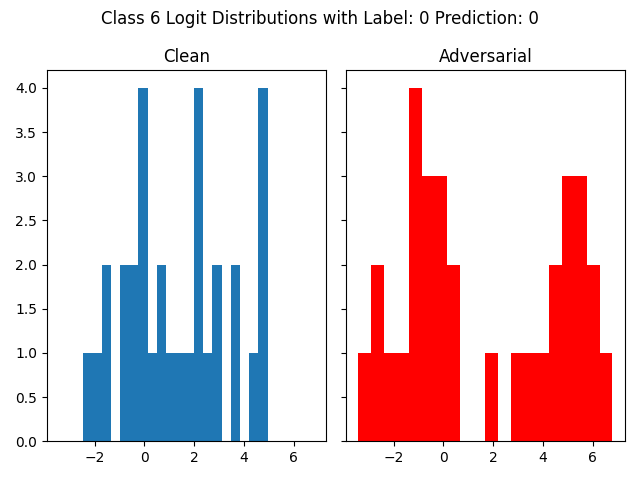 Class 6 Logit Distributions with Label: 0 Prediction: 0
Clean
Adversarial
4.0
3.5
3.0
2.5
2.0
1.5
1.0
0.5
0.0
−2 0 2 4 6
−2 0 2 4 6